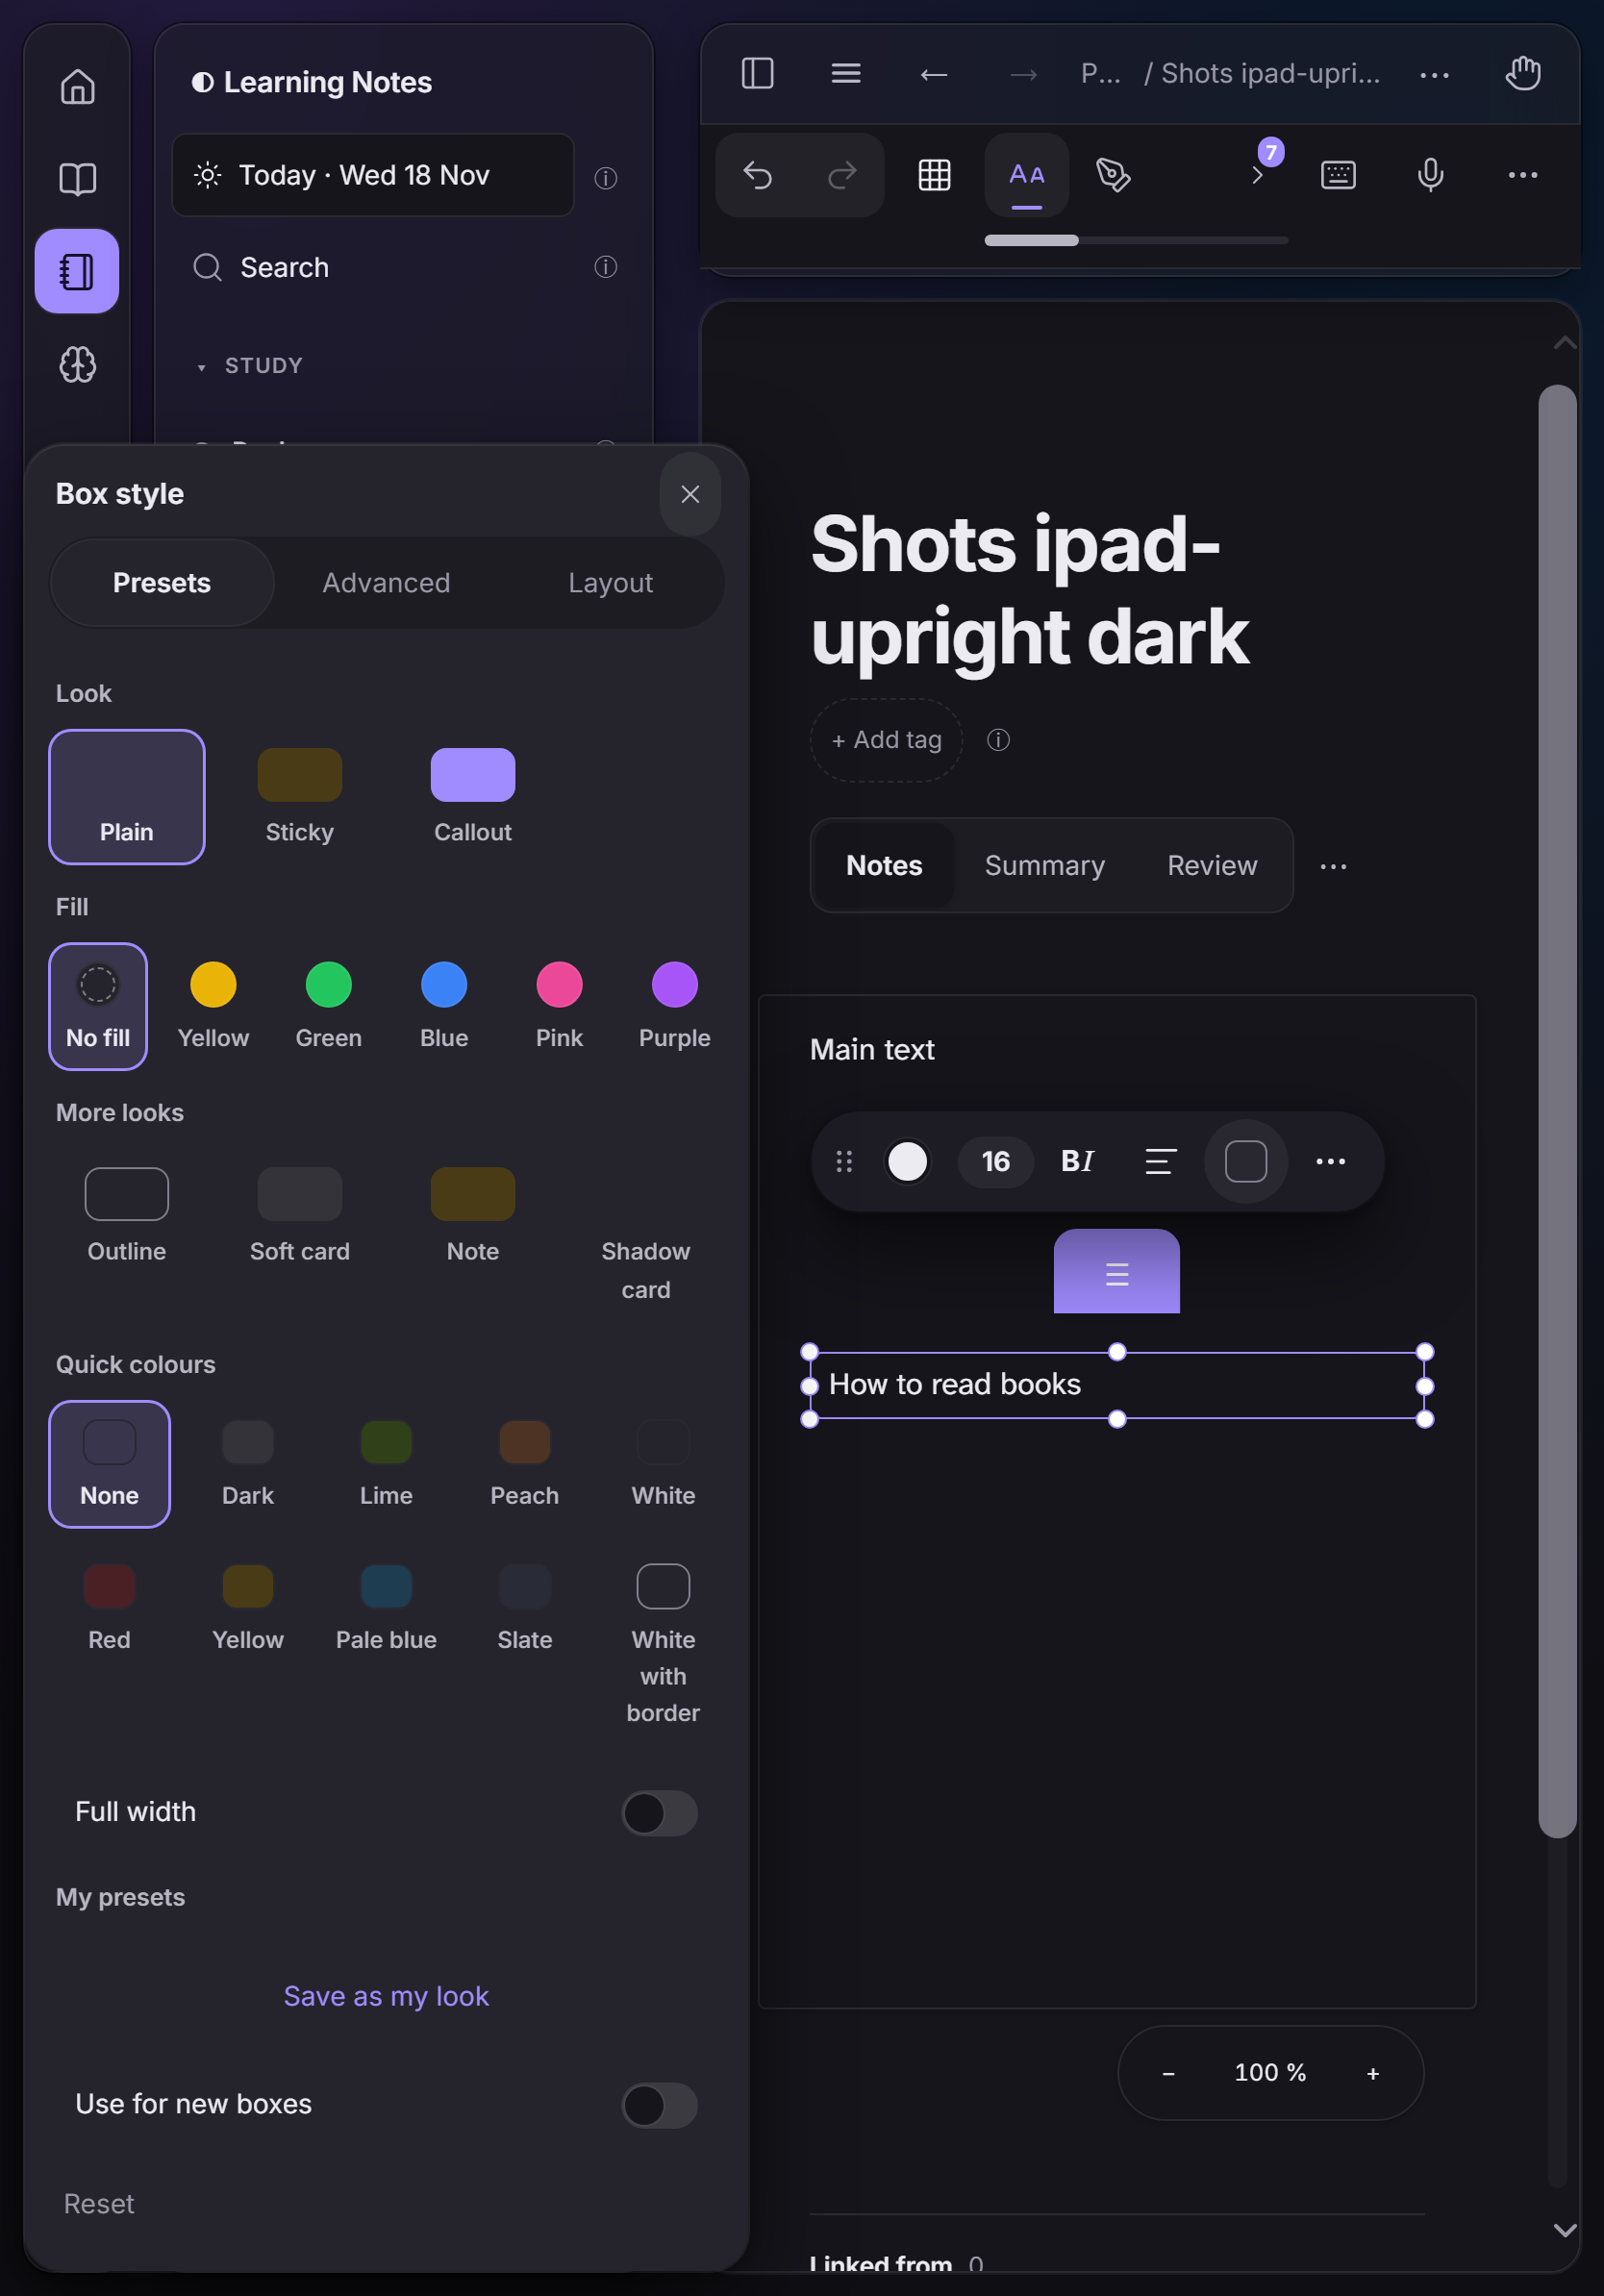 Learning Notes
Today · Wed 18 Nov
Search
STUDY
P... / Shots ipad-upri...
7
AA
Box style
Presets
Advanced
Layout
Look
Plain
Sticky
Callout
Fill
No fill
Yellow
Green
Blue
Pink
Purple
More looks
Outline
Soft card
Note
Shadow
card
Quick colours
None
Dark
Lime
Peach
White
Red
Yellow
Pale blue
Slate
White
with
border
Full width
My presets
Save as my look
Use for new boxes
Reset
Shots ipad-
upright dark
+ Add tag
Notes
Summary
Review
Main text
16
BI
How to read books
− 100 % +
Linked from 0